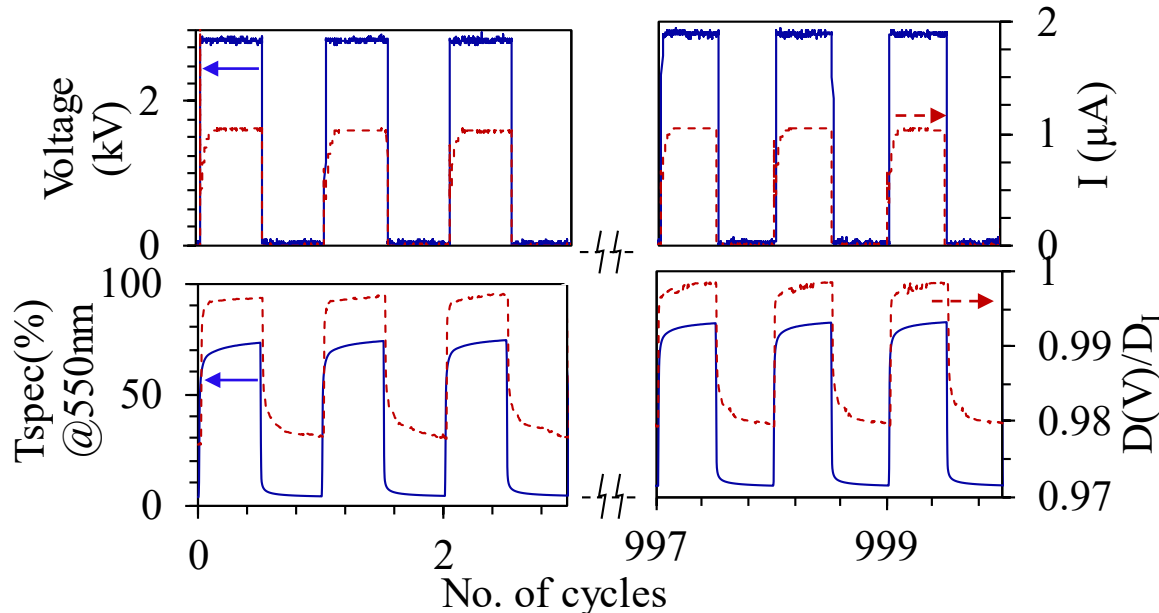 Voltage
(kV)
2
0
2
1
0
I (μA)
Tspec(%)
@550nm
100
50
0
1
0.99
0.98
0.97
D(V)/D_I
0
2
997
999
No. of cycles